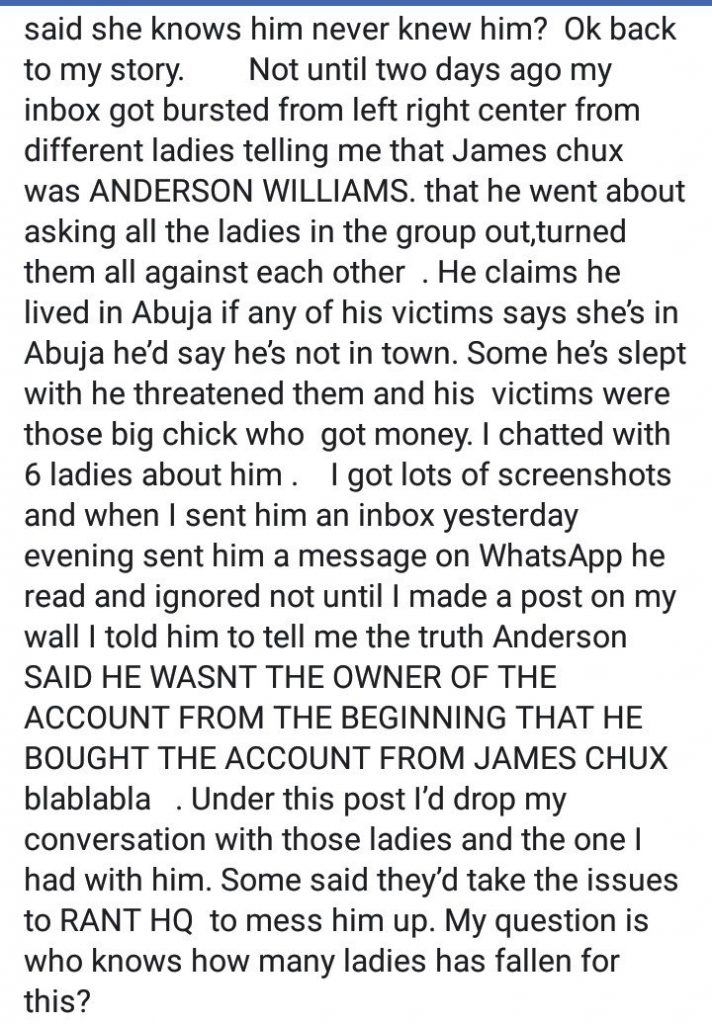 said she knows him never knew him?  Ok back
to my story.        Not until two days ago my
inbox got bursted from left right center from
different ladies telling me that James chux
was ANDERSON WILLIAMS. that he went about
asking all the ladies in the group out,turned
them all against each other  . He claims he
lived in Abuja if any of his victims says she’s in
Abuja he’d say he’s not in town. Some he’s slept
with he threatened them and his  victims were
those big chick who  got money. I chatted with
6 ladies about him .    I got lots of screenshots
and when I sent him an inbox yesterday
evening sent him a message on WhatsApp he
read and ignored not until I made a post on my
wall I told him to tell me the truth Anderson
SAID HE WASNT THE OWNER OF THE
ACCOUNT FROM THE BEGINNING THAT HE
BOUGHT THE ACCOUNT FROM JAMES CHUX
blablabla   . Under this post I’d drop my
conversation with those ladies and the one I
had with him. Some said they’d take the issues
to RANT HQ  to mess him up. My question is
who knows how many ladies has fallen for
this?